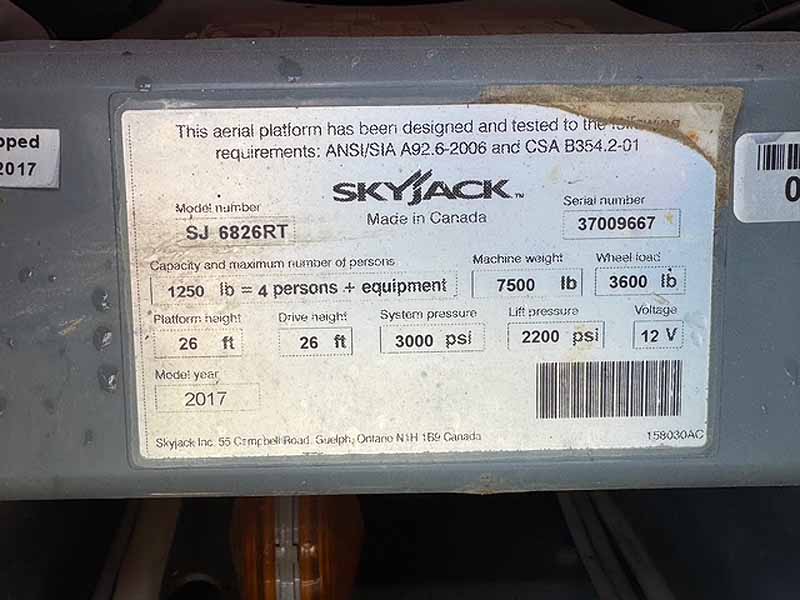 This aerial platform has been designed and tested to the following
requirements: ANSI/SIA A92.6-2006 and CSA B354.2-01
SKYJACK™
Made in Canada
Model number
SJ 6826RT
Serial number
37009667
Capacity and maximum number of persons
1250 lb = 4 persons + equipment
Machine weight
7500 lb
Wheel load
3600 lb
Platform height
26 ft
Drive height
26 ft
System pressure
3000 psi
Lift pressure
2200 psi
Voltage
12 V
Model year
2017
Skyjack Inc. 55 Campbell Road. Guelph, Ontario N1H 1B9 Canada
158030AC
pped
2017
0